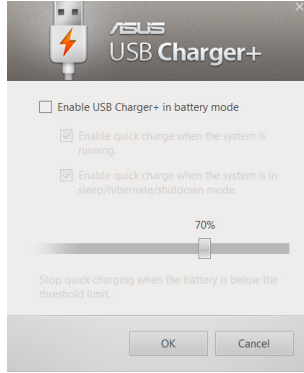 ASUS
USB Charger+
Enable USB Charger+ in battery mode
Enable quick charge when the system is
running.
Enable quick charge when the system is in
sleep/hibernate/shutdown mode.
70%
Stop quick charging when the battery is below the
threshold limit.
OK
Cancel